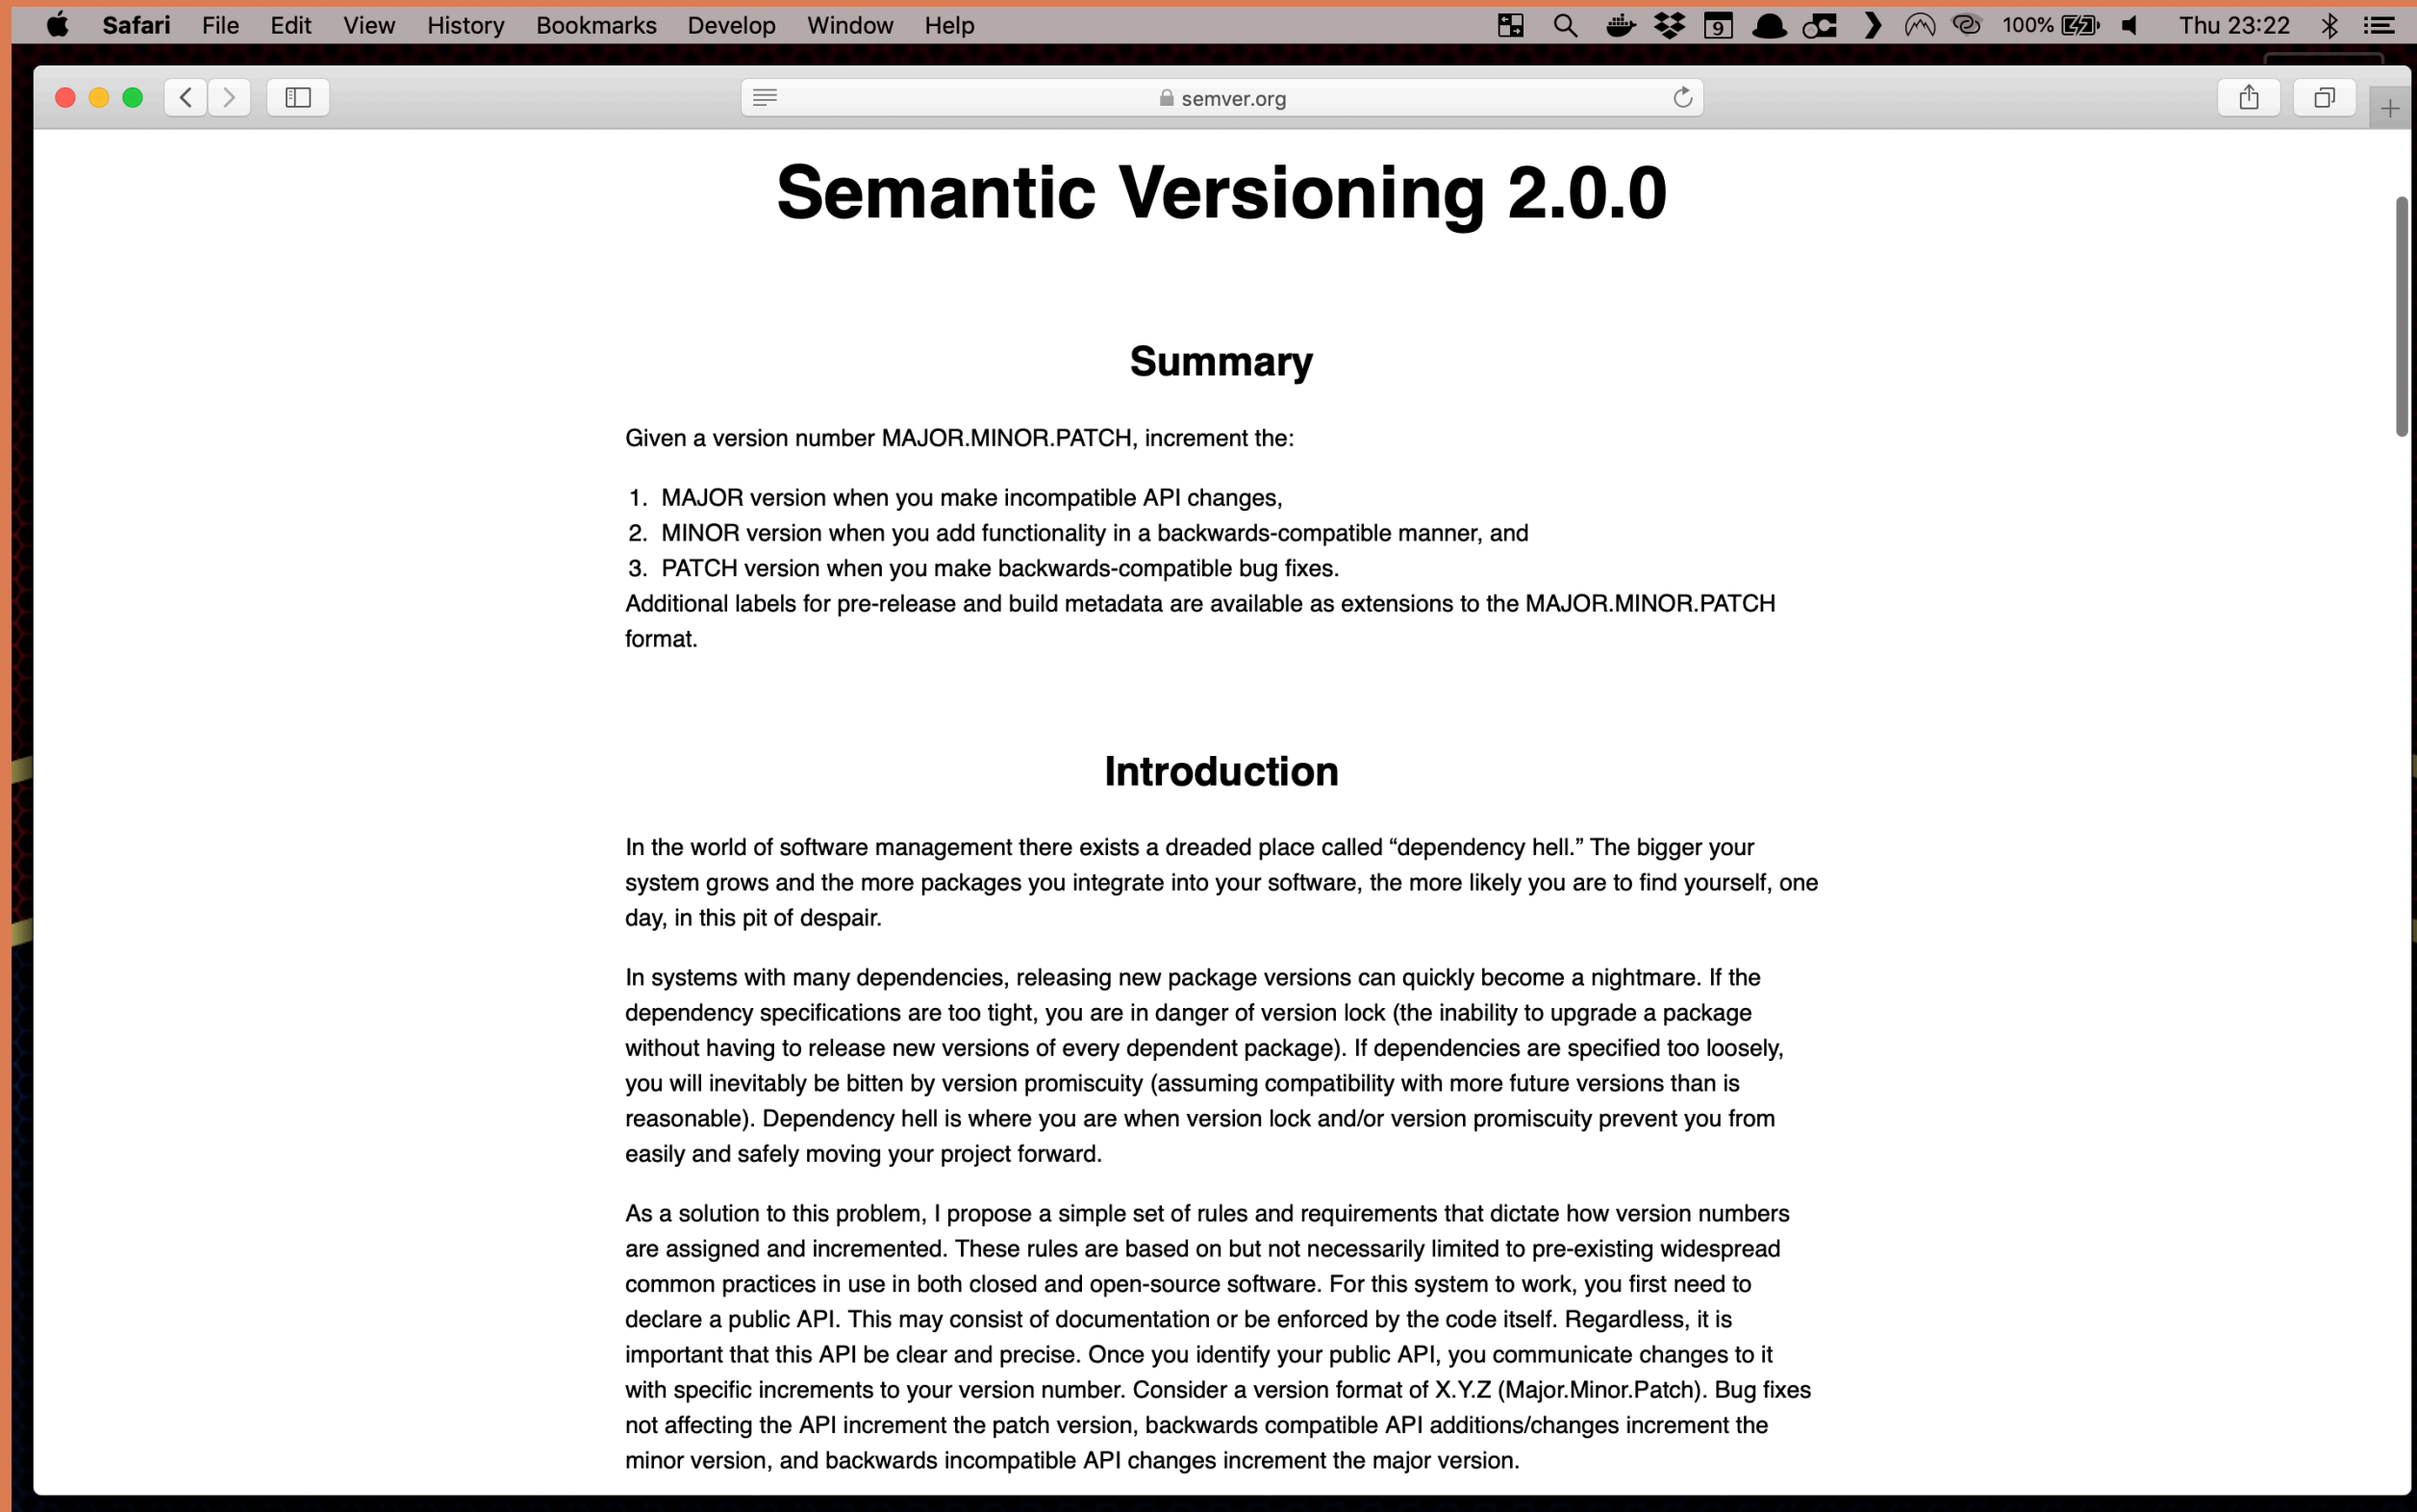 Safari File Edit View History Bookmarks Develop Window Help 9 100% Thu 23:22
semver.org
Semantic Versioning 2.0.0
Summary
Given a version number MAJOR.MINOR.PATCH, increment the:
1. MAJOR version when you make incompatible API changes,
2. MINOR version when you add functionality in a backwards-compatible manner, and
3. PATCH version when you make backwards-compatible bug fixes.
Additional labels for pre-release and build metadata are available as extensions to the MAJOR.MINOR.PATCH
format.
Introduction
In the world of software management there exists a dreaded place called “dependency hell.” The bigger your
system grows and the more packages you integrate into your software, the more likely you are to find yourself, one
day, in this pit of despair.
In systems with many dependencies, releasing new package versions can quickly become a nightmare. If the
dependency specifications are too tight, you are in danger of version lock (the inability to upgrade a package
without having to release new versions of every dependent package). If dependencies are specified too loosely,
you will inevitably be bitten by version promiscuity (assuming compatibility with more future versions than is
reasonable). Dependency hell is where you are when version lock and/or version promiscuity prevent you from
easily and safely moving your project forward.
As a solution to this problem, I propose a simple set of rules and requirements that dictate how version numbers
are assigned and incremented. These rules are based on but not necessarily limited to pre-existing widespread
common practices in use in both closed and open-source software. For this system to work, you first need to
declare a public API. This may consist of documentation or be enforced by the code itself. Regardless, it is
important that this API be clear and precise. Once you identify your public API, you communicate changes to it
with specific increments to your version number. Consider a version format of X.Y.Z (Major.Minor.Patch). Bug fixes
not affecting the API increment the patch version, backwards compatible API additions/changes increment the
minor version, and backwards incompatible API changes increment the major version.